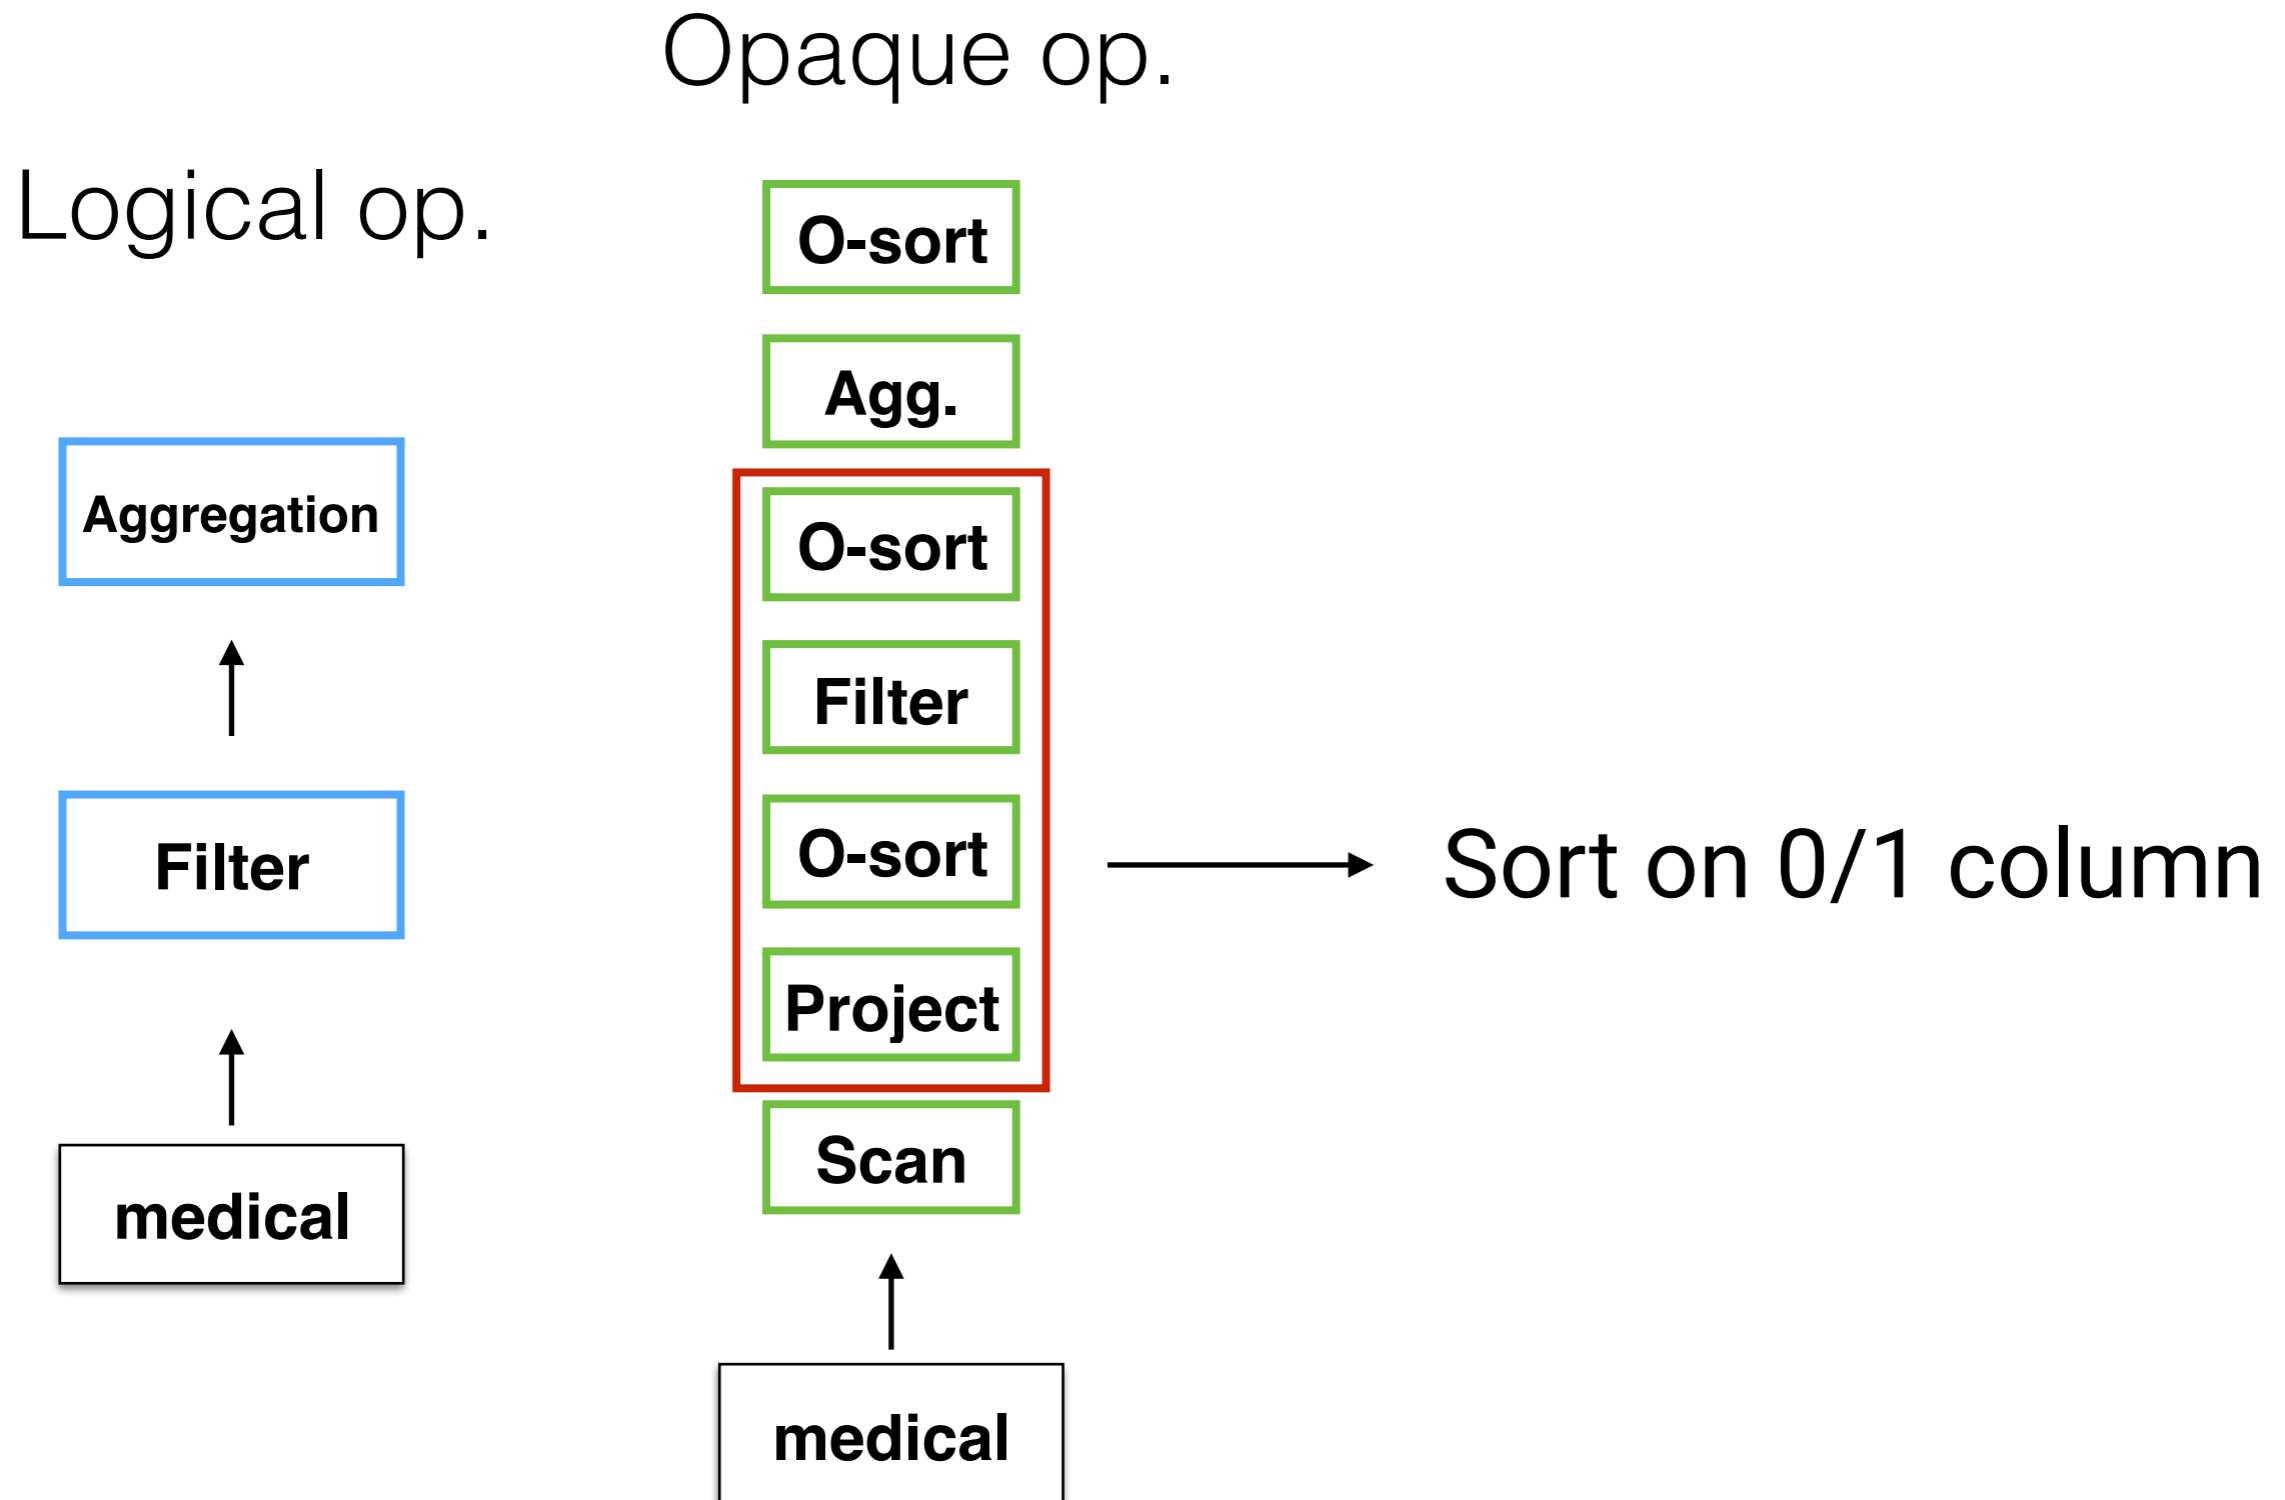 Opaque op.
Logical op.
O-sort
Agg.
Aggregation
O-sort
Filter
Filter
O-sort
Sort on 0/1 column
Project
medical
Scan
medical